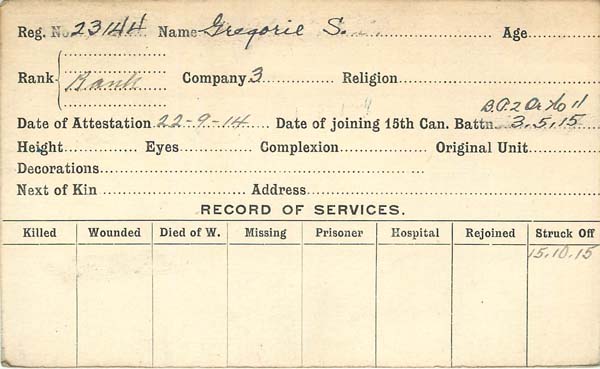 Reg. No. 23144 Name Gregorie S. Age
Rank Rank Company 3 Religion
B.P2 Or No 11
Date of Attestation 22-9-14 Date of joining 15th Can. Battn. 3.5.15
Height Eyes Complexion Original Unit
Decorations
Next of Kin Address
RECORD OF SERVICES.
Killed Wounded Died of W. Missing Prisoner Hospital Rejoined Struck Off
15.10.15